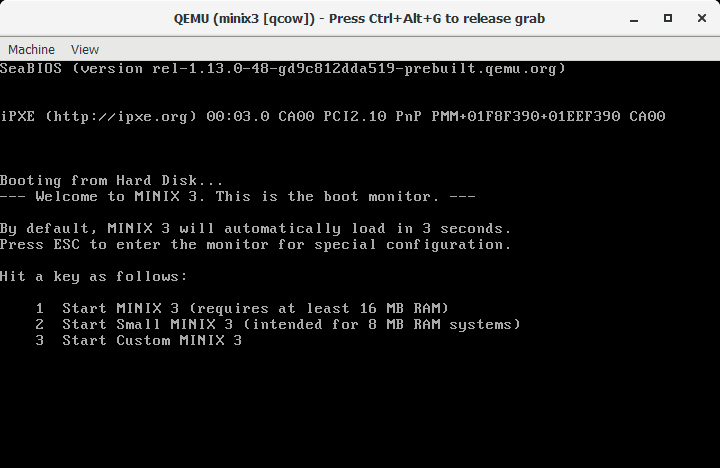 QEMU (minix3 [qcow]) - Press Ctrl+Alt+G to release grab
Machine View
SeaBIOS (version rel-1.13.0-48-gd9c812dda519-prebuilt.qemu.org)
iPXE (http://ipxe.org) 00:03.0 CA00 PCI2.10 PnP PMM+01F8F390+01EEF390 CA00
Booting from Hard Disk...
--- Welcome to MINIX 3. This is the boot monitor. ---
By default, MINIX 3 will automatically load in 3 seconds.
Press ESC to enter the monitor for special configuration.
Hit a key as follows:
1 Start MINIX 3 (requires at least 16 MB RAM)
2 Start Small MINIX 3 (intended for 8 MB RAM systems)
3 Start Custom MINIX 3